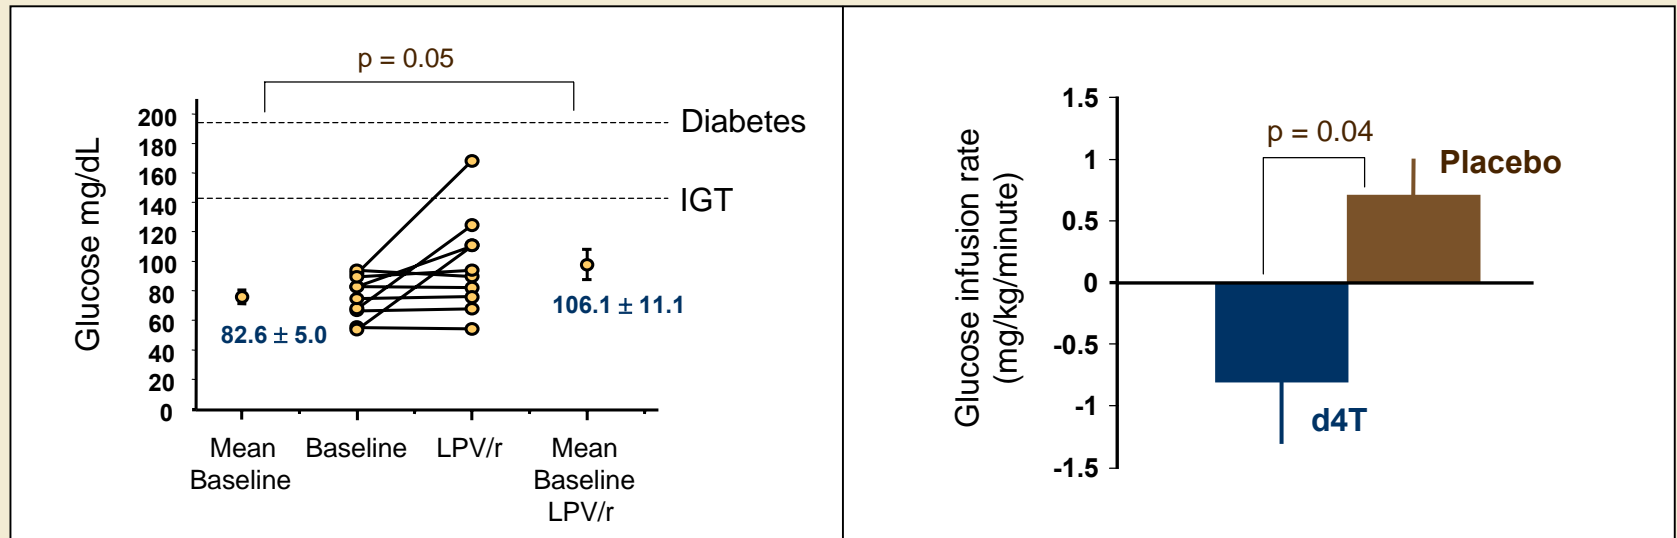 p = 0.05
Glucose mg/dL
200
180
160
140
120
100
80
60
40
20
0
Diabetes
IGT
82.6 ± 5.0
106.1 ± 11.1
Mean
Baseline
Baseline
LPV/r
Mean
Baseline
LPV/r
Glucose infusion rate
(mg/kg/minute)
1.5
1
0.5
0
-0.5
-1
-1.5
p = 0.04
Placebo
d4T